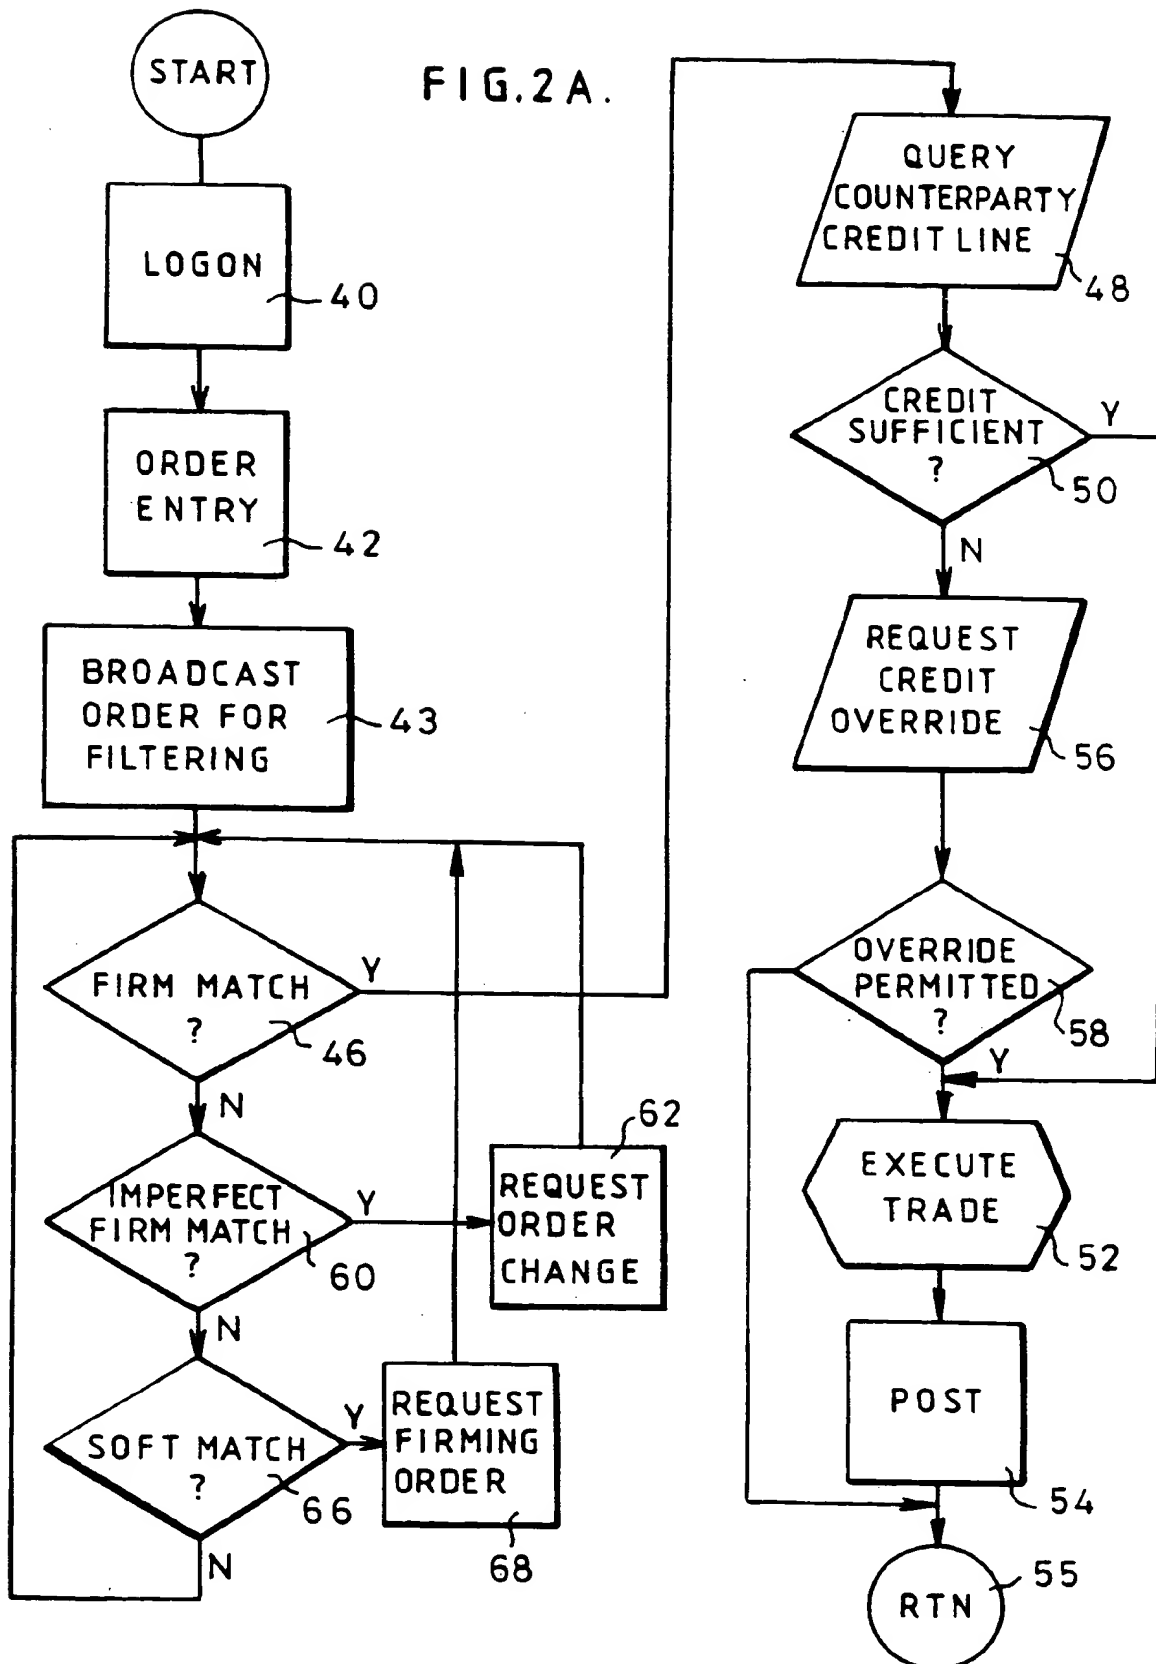 START
FIG.2A.
LOGON
40
ORDER
ENTRY
42
BROADCAST
ORDER FOR
FILTERING
43
FIRM MATCH
?
46
Y
N
IMPERFECT
FIRM MATCH
?
60
Y
N
62
REQUEST
ORDER
CHANGE
SOFT MATCH
?
66
Y
N
REQUEST
FIRMING
ORDER
68
QUERY
COUNTERPARTY
CREDIT LINE
48
CREDIT
SUFFICIENT
?
50
Y
N
REQUEST
CREDIT
OVERRIDE
56
OVERRIDE
PERMITTED
?
58
Y
EXECUTE
TRADE
52
POST
54
RTN
55